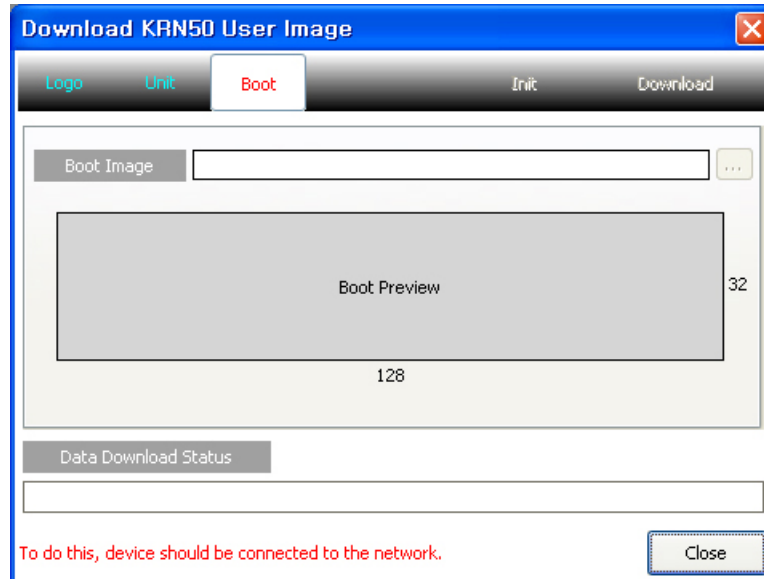 Download KRN50 User Image
Logo Unit Boot Init Download
Boot Image ...
Boot Preview
32
128
Data Download Status
To do this, device should be connected to the network.
Close